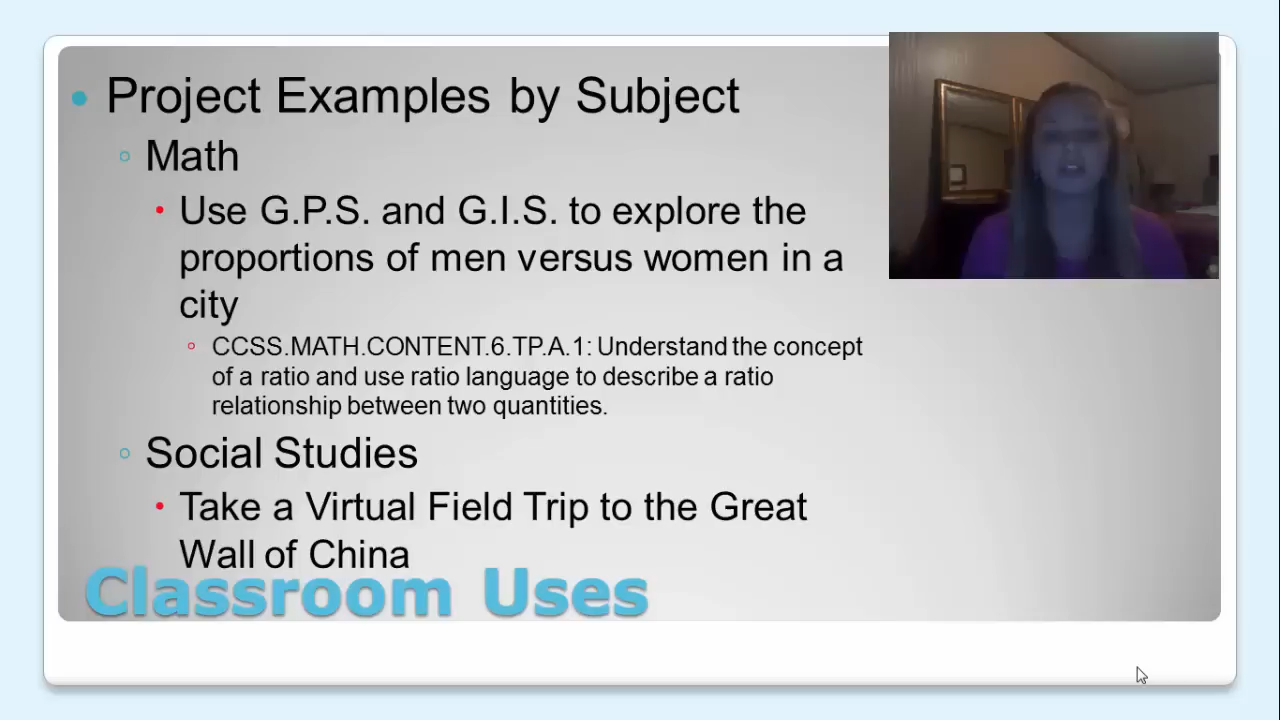 Project Examples by Subject
Math
Use G.P.S. and G.I.S. to explore the
proportions of men versus women in a
city
CCSS.MATH.CONTENT.6.TP.A.1: Understand the concept
of a ratio and use ratio language to describe a ratio
relationship between two quantities.
Social Studies
Take a Virtual Field Trip to the Great
Wall of China
Classroom Uses